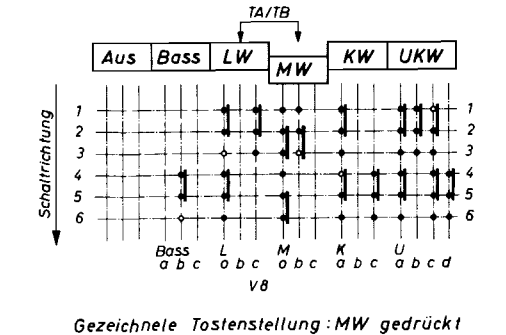 TA/TB
Aus Bass LW MW KW UKW
Schaltrichtung
1 1
2 2
3 3
4 4
5 5
6 6
Bass L M K U
a b c a b c a b c a b c a b c d
V8
Gezeichnete Tastenstellung: MW gedrückt